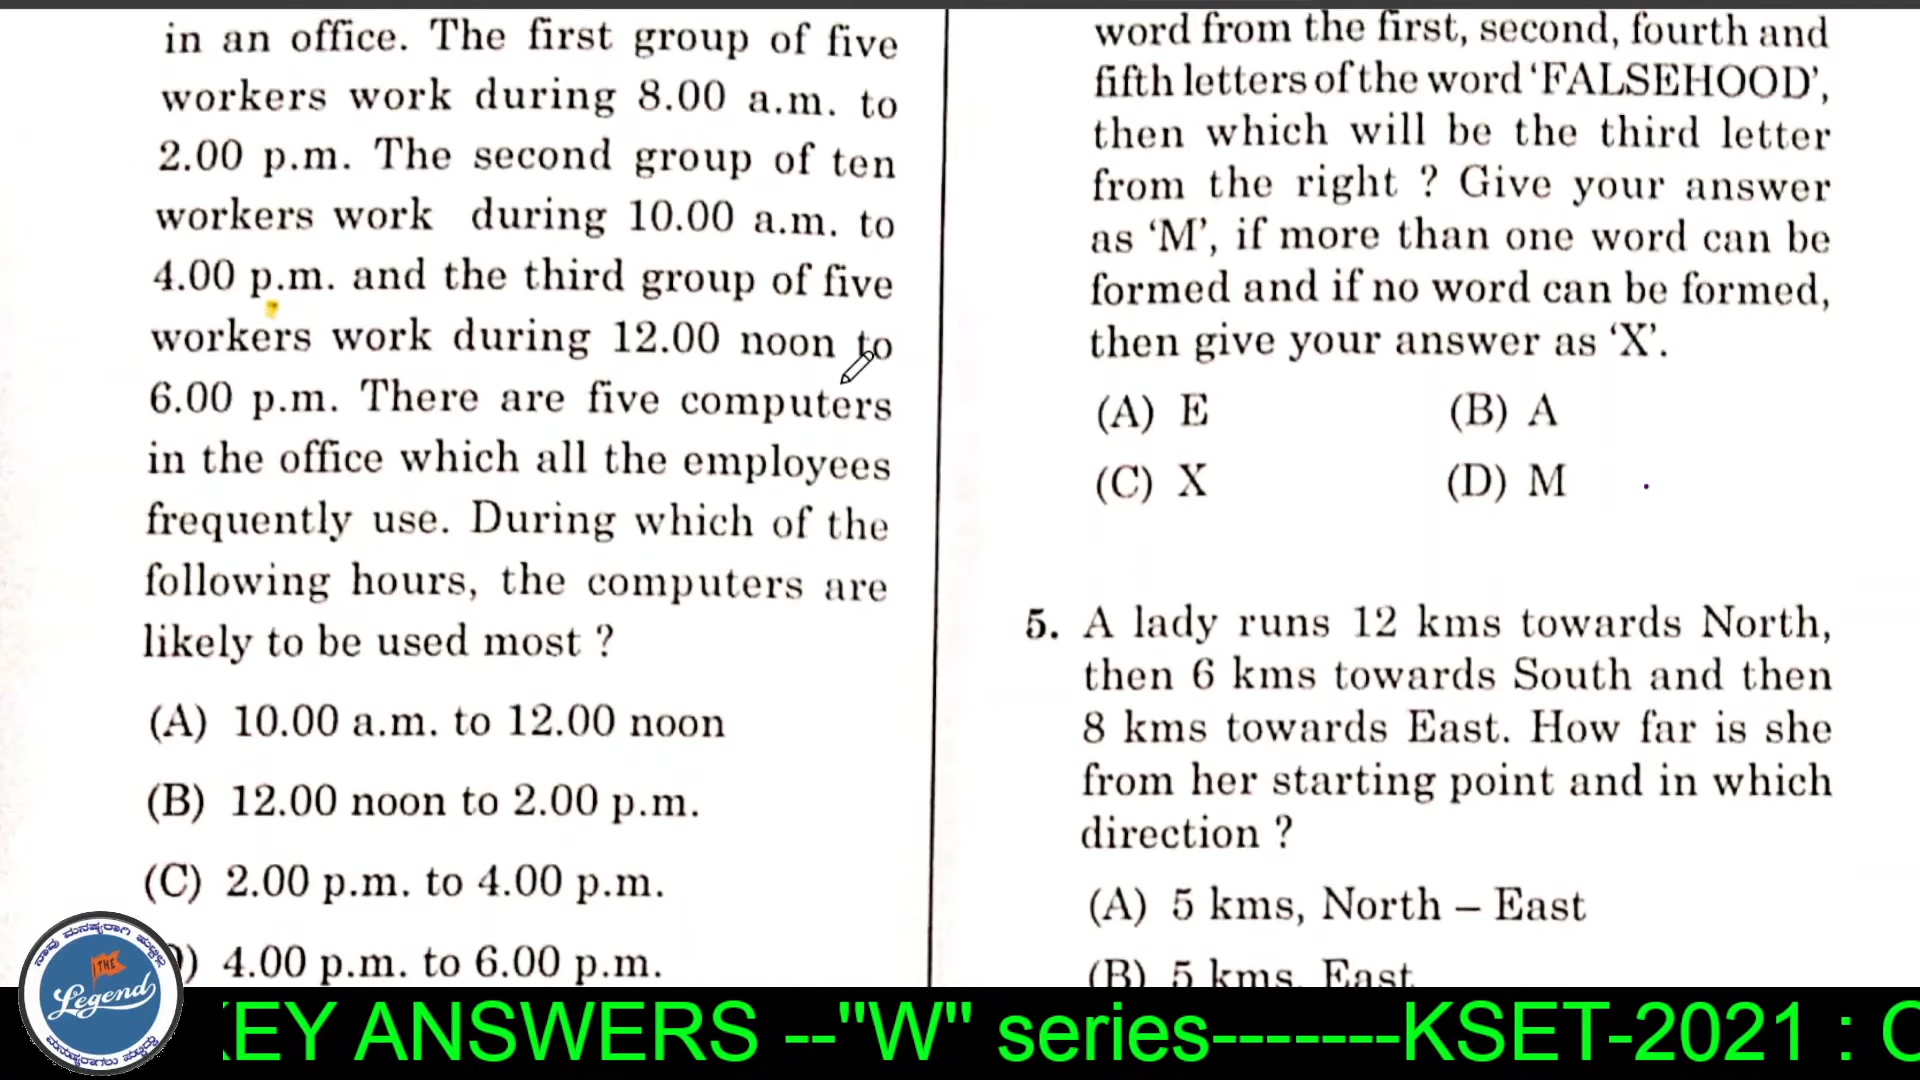 in an office. The first group of five
workers work during 8.00 a.m. to
2.00 p.m. The second group of ten
workers work during 10.00 a.m. to
4.00 p.m. and the third group of five
workers work during 12.00 noon to
6.00 p.m. There are five computers
in the office which all the employees
frequently use. During which of the
following hours, the computers are
likely to be used most ?
(A) 10.00 a.m. to 12.00 noon
(B) 12.00 noon to 2.00 p.m.
(C) 2.00 p.m. to 4.00 p.m.
) 4.00 p.m. to 6.00 p.m.
word from the first, second, fourth and
fifth letters of the word ‘FALSEHOOD’,
then which will be the third letter
from the right ? Give your answer
as ‘M’, if more than one word can be
formed and if no word can be formed,
then give your answer as ‘X’.
(A) E (B) A
(C) X (D) M
5. A lady runs 12 kms towards North,
then 6 kms towards South and then
8 kms towards East. How far is she
from her starting point and in which
direction ?
(A) 5 kms, North – East
(B) 5 kms, East
THE
Legend
KEY ANSWERS --"W" series-------KSET-2021 :